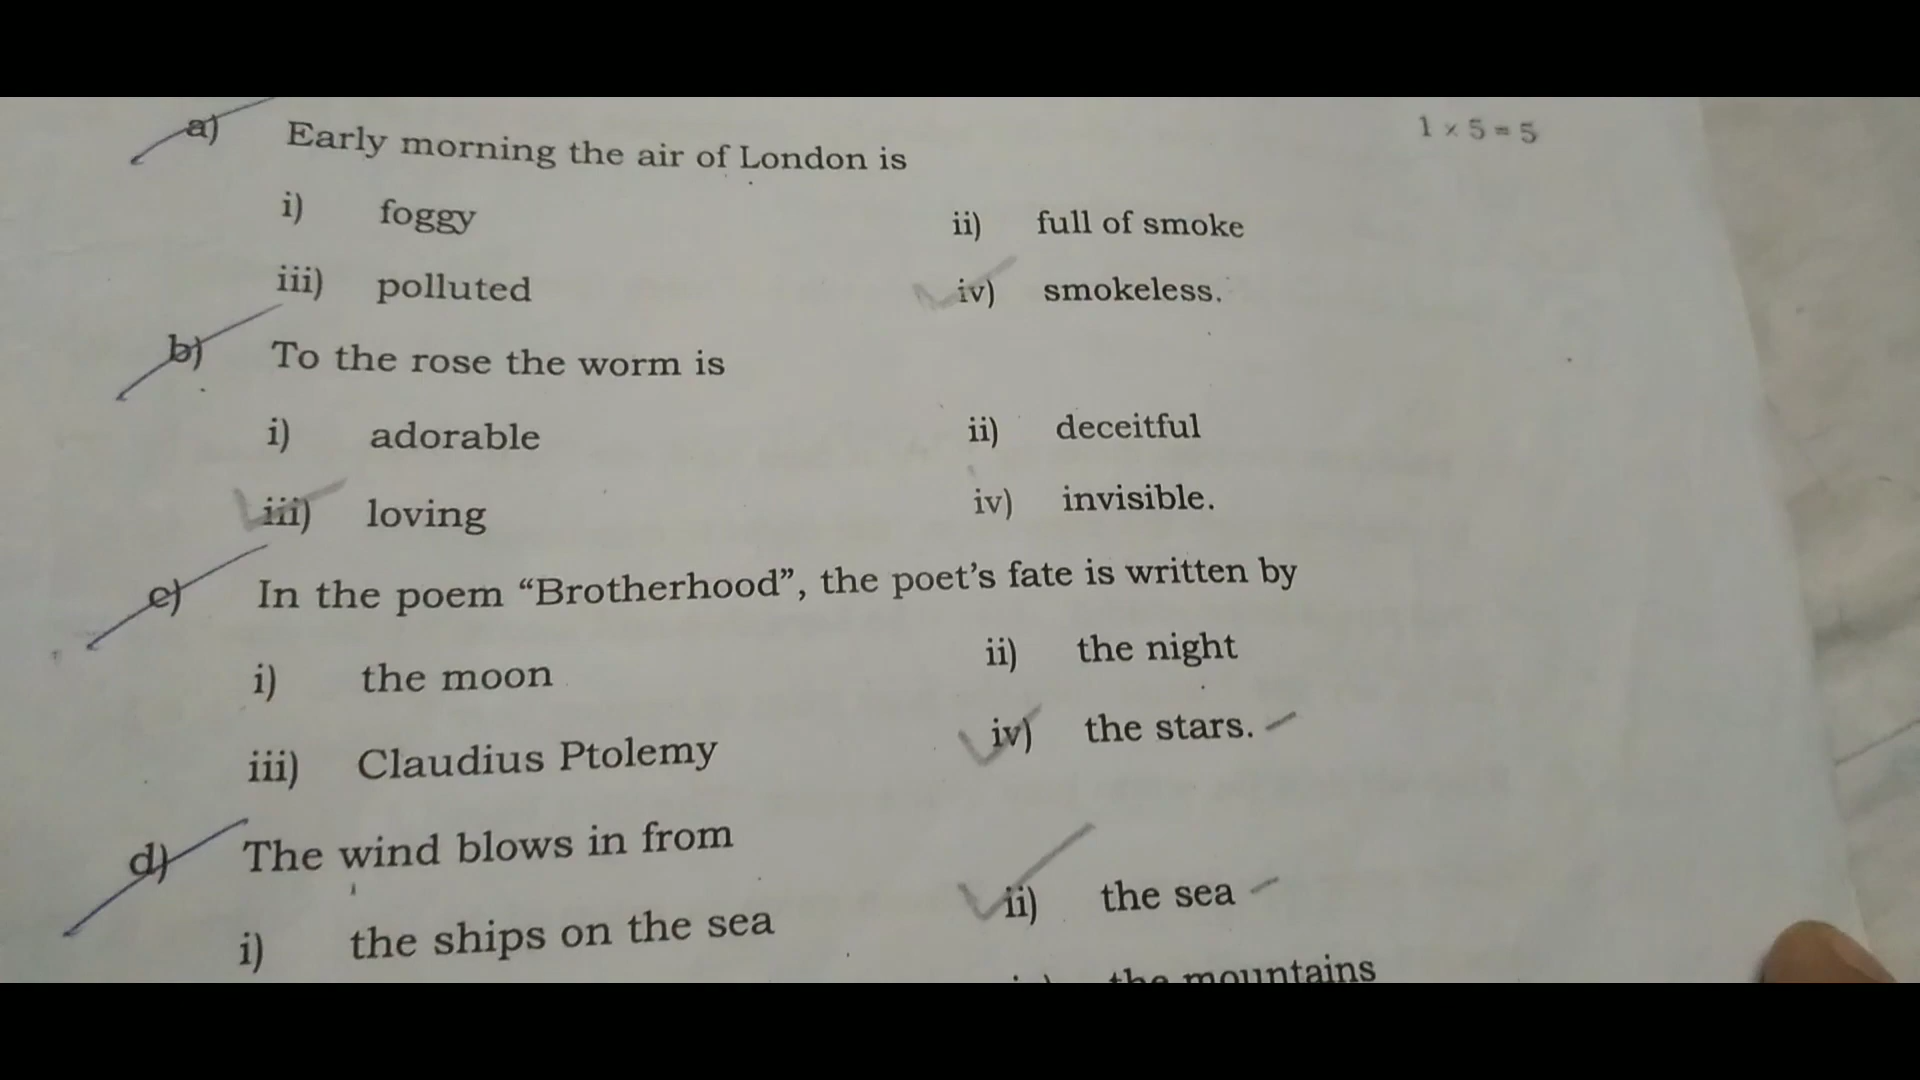 a) Early morning the air of London is
1 × 5 = 5
i) foggy ii) full of smoke
iii) polluted iv) smokeless.
b) To the rose the worm is
i) adorable ii) deceitful
iii) loving iv) invisible.
c) In the poem “Brotherhood”, the poet’s fate is written by
i) the moon ii) the night
iii) Claudius Ptolemy iv) the stars.
d) The wind blows in from
i) the ships on the sea ii) the sea
the mountains